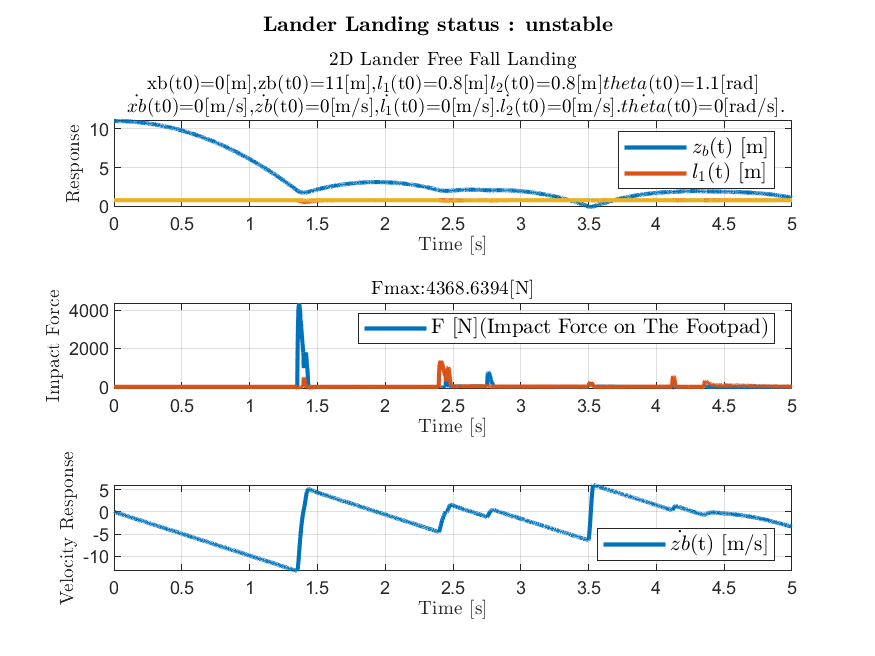 Lander Landing status : unstable
2D Lander Free Fall Landing
xb(t0)=0[m],zb(t0)=11[m],l₁(t0)=0.8[m]l₂(t0)=0.8[m]theta(t0)=1.1[rad]
ẋb(t0)=0[m/s],żb(t0)=0[m/s],l̇₁(t0)=0[m/s].l̇₂(t0)=0[m/s].thėta(t0)=0[rad/s].
Response
10
5
0
z_b(t) [m]
l₁(t) [m]
0 0.5 1 1.5 2 2.5 3 3.5 4 4.5 5
Time [s]
Fmax:4368.6394[N]
Impact Force
4000
2000
0
F [N](Impact Force on The Footpad)
0 0.5 1 1.5 2 2.5 3 3.5 4 4.5 5
Time [s]
Velocity Response
5
0
-5
-10
żb(t) [m/s]
0 0.5 1 1.5 2 2.5 3 3.5 4 4.5 5
Time [s]